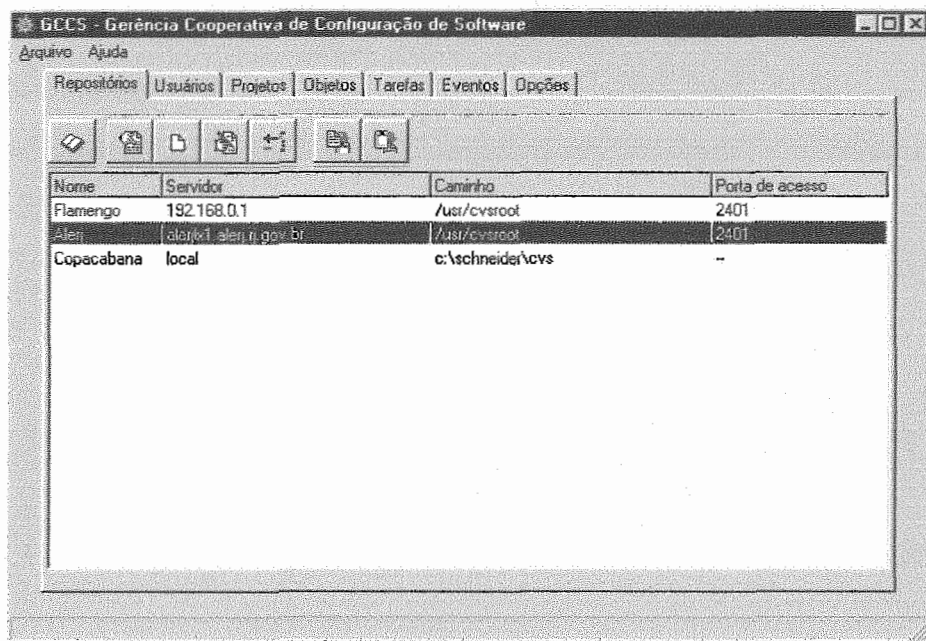 GCCS - Gerência Cooperativa de Configuração de Software
Arquivo Ajuda
Repositórios Usuários Projetos Objetos Tarefas Eventos Opções
Nome Servidor Caminho Porta de acesso
Flamengo 192.168.0.1 /usr/cvsroot 2401
Alerj /usr/cvsroot 2401
Copacabana local c:\schneider\cvs --